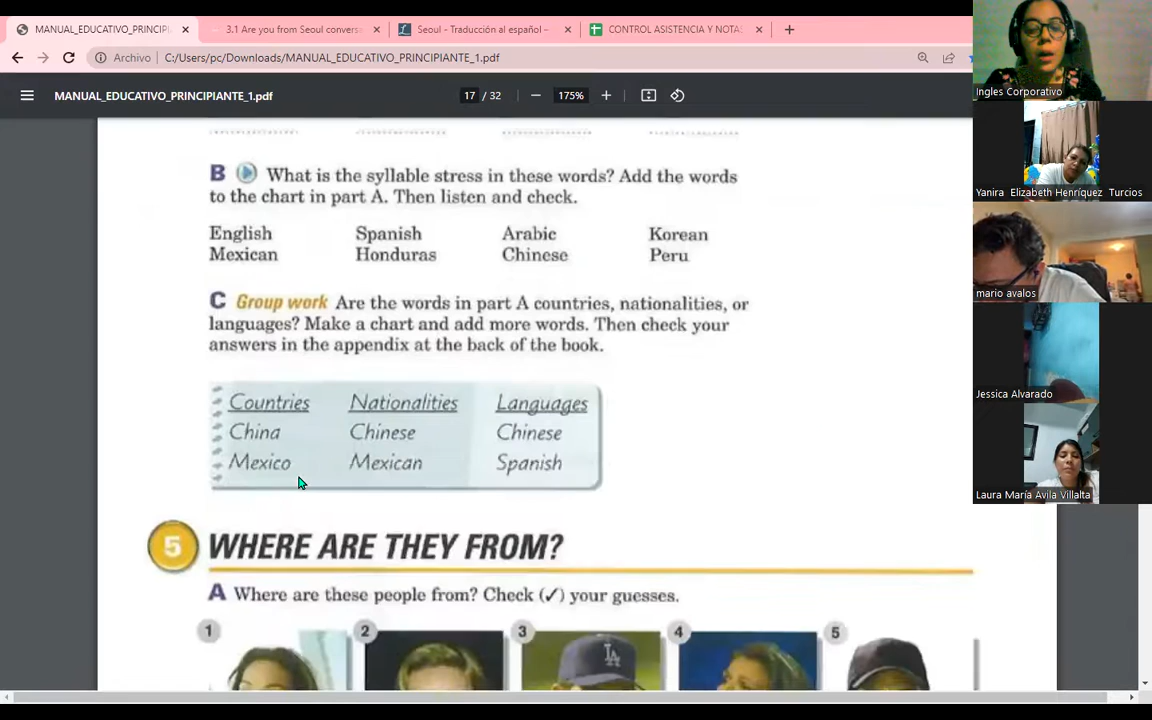 MANUAL_EDUCATIVO_PRINCIPI
3.1 Are you from Seoul convers
Seoul - Traducción al español -
CONTROL ASISTENCIA Y NOTAS
Archivo
C:/Users/pc/Downloads/MANUAL_EDUCATIVO_PRINCIPIANTE_1.pdf
MANUAL_EDUCATIVO_PRINCIPIANTE_1.pdf
17 / 32
175%
B What is the syllable stress in these words? Add the words
to the chart in part A. Then listen and check.
English Spanish Arabic Korean
Mexican Honduras Chinese Peru
C Group work Are the words in part A countries, nationalities, or
languages? Make a chart and add more words. Then check your
answers in the appendix at the back of the book.
Countries Nationalities Languages
China Chinese Chinese
Mexico Mexican Spanish
5 WHERE ARE THEY FROM?
A Where are these people from? Check (✓) your guesses.
1 2 3 4 5
LA
Ingles Corporativo
Yanira Elizabeth Henríquez Turcios
mario avalos
Jessica Alvarado
Laura María Avila Villalta